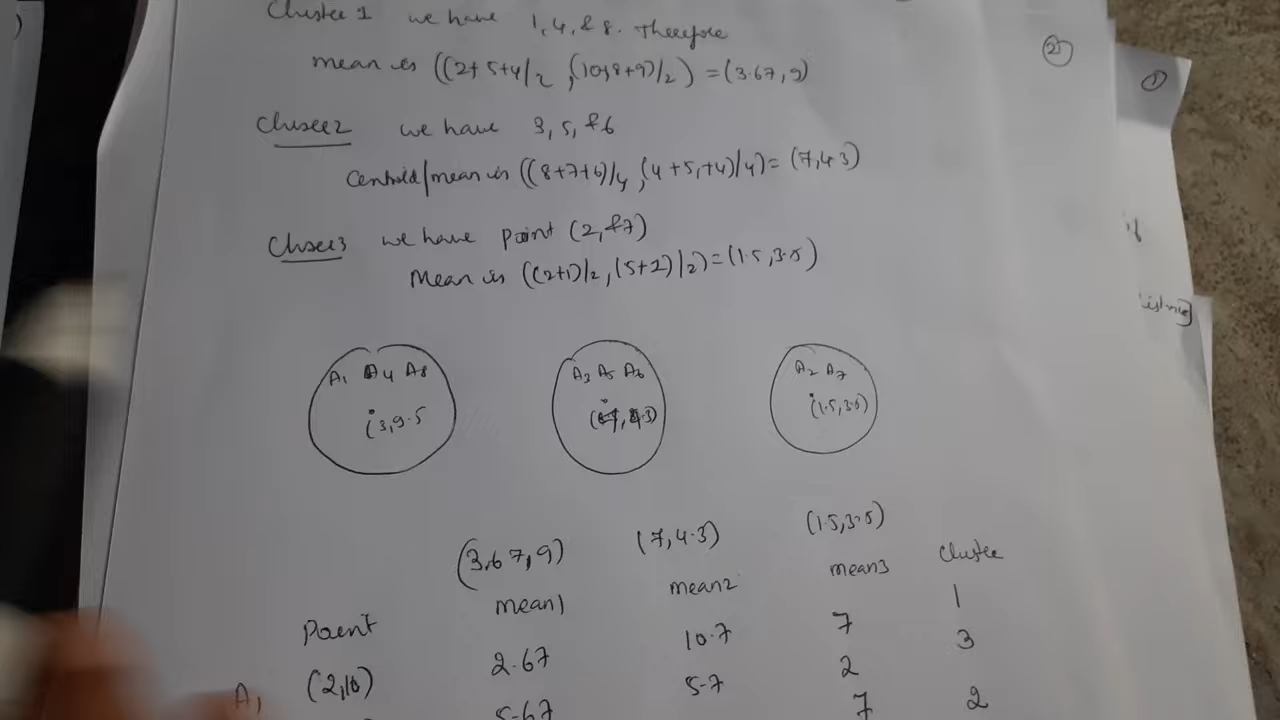 Cluster 1 we have 1, 4, & 8. Therefore
mean is ((2+5+4/2, (10,8+9)/2) = (3.67, 9)
Cluster2 we have 3, 5, & 6
Centroid/mean is ((8+7+6)/4, (4+5,+4)/4) = (7, 4.3)
Cluster3 we have point (2, & 7)
Mean is ((2+1)/2, (5+2)/2) = (1.5, 3.5)
A1 A4 A8
(3, 9.5
A3 A5 A6
A2 A7
(1.5, 3.5)
(3.67, 9) (7, 4.3) (1.5, 3.5)
Point mean1 mean2 mean3 Cluster
A1 (2,10) 2.67 10.7 7 1
5.67 5.7 2 3
7 2
2
1